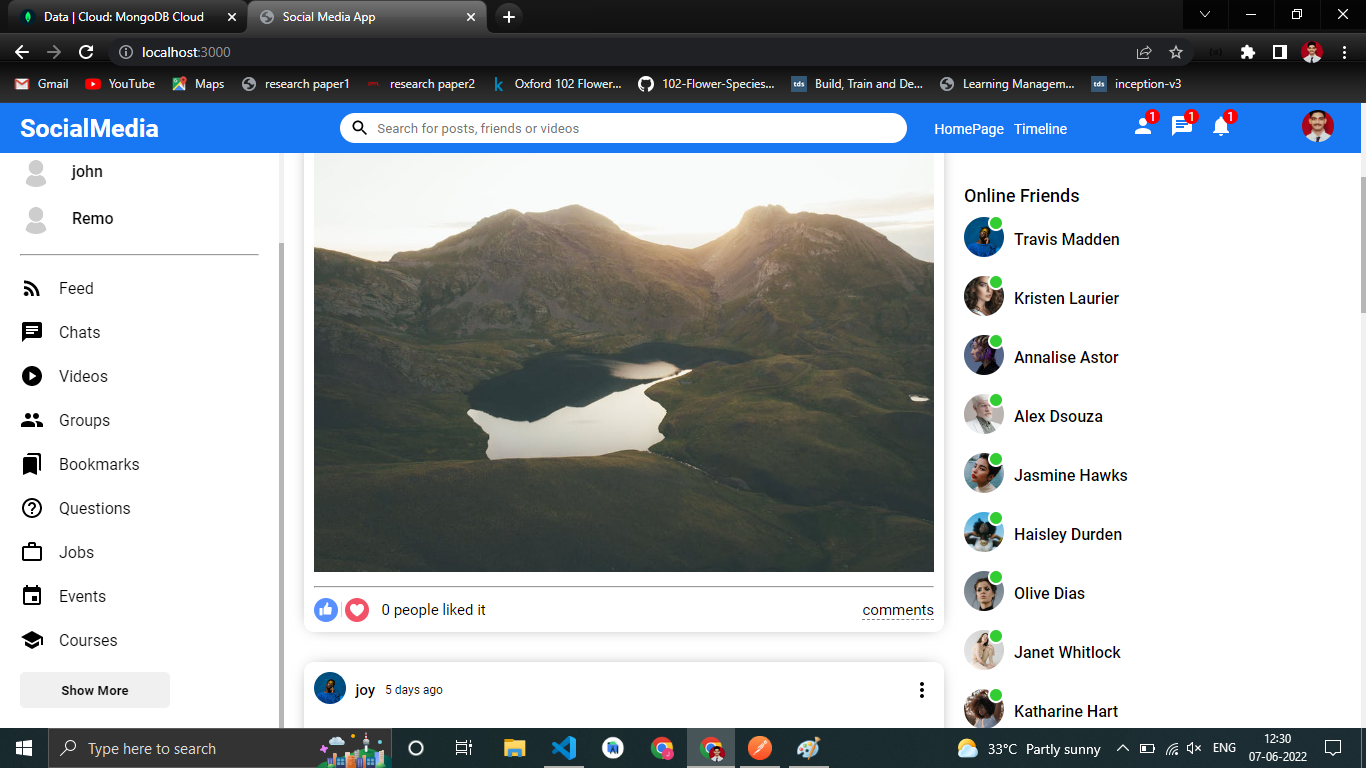 Data | Cloud: MongoDB Cloud
Social Media App
localhost:3000
Gmail
YouTube
Maps
research paper1
research paper2
Oxford 102 Flower...
102-Flower-Species...
tds
Build, Train and De...
Learning Managem...
tds
inception-v3
SocialMedia
Search for posts, friends or videos
HomePage
Timeline
1
1
1
john
Remo
Feed
Chats
Videos
Groups
Bookmarks
Questions
Jobs
Events
Courses
Show More
0 people liked it
comments
joy
5 days ago
Online Friends
Travis Madden
Kristen Laurier
Annalise Astor
Alex Dsouza
Jasmine Hawks
Haisley Durden
Olive Dias
Janet Whitlock
Katharine Hart
Type here to search
33°C Partly sunny
ENG
12:30
07-06-2022